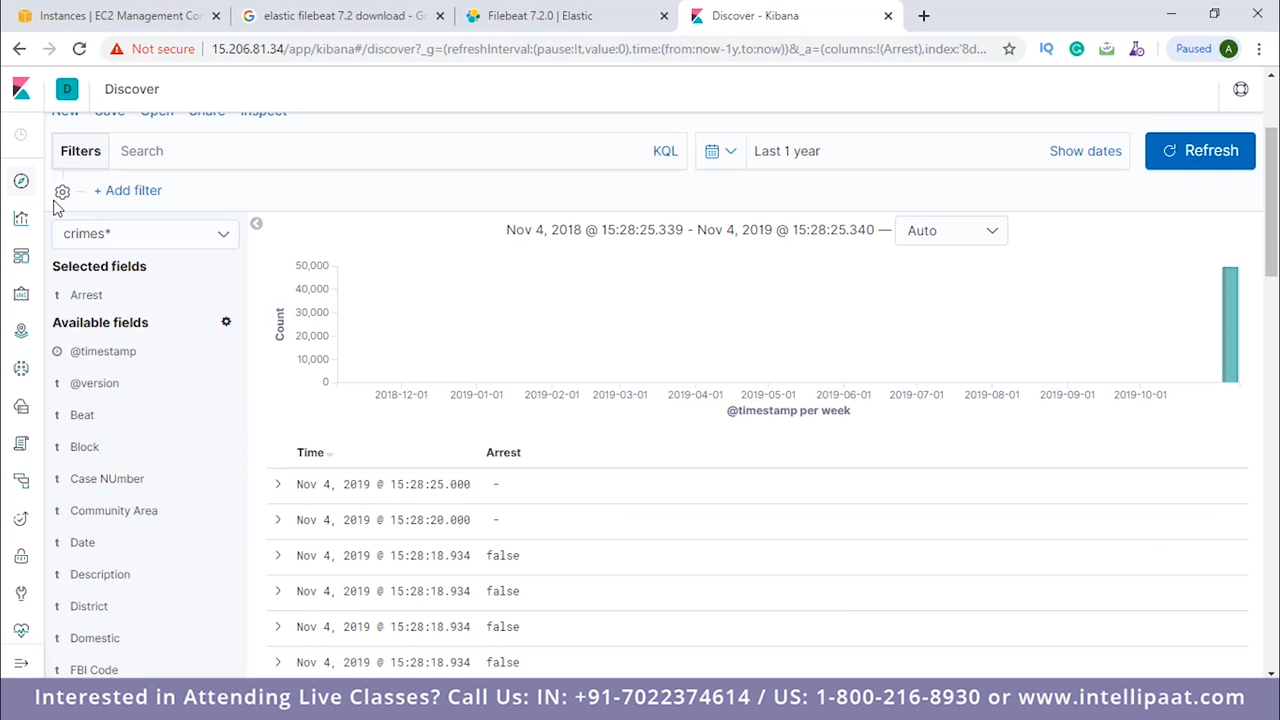 Instances | EC2 Management Con
elastic filebeat 7.2 download - G
Filebeat 7.2.0 | Elastic
Discover - Kibana
Not secure
15.206.81.34/app/kibana#/discover?_g=(refreshInterval:(pause:!t,value:0),time:(from:now-1y,to:now))&_a=(columns:!(Arrest),index:'8d...
IQ
Paused
A
D
Discover
New Save Open Share Inspect
Filters
Search
KQL
Last 1 year
Show dates
Refresh
+ Add filter
crimes*
Nov 4, 2018 @ 15:28:25.339 - Nov 4, 2019 @ 15:28:25.340 —
Auto
Selected fields
t Arrest
Available fields
@timestamp
t @version
t Beat
t Block
t Case NUmber
t Community Area
t Date
t Description
t District
t Domestic
t FBI Code
50,000
40,000
30,000
20,000
10,000
0
Count
2018-12-01 2019-01-01 2019-02-01 2019-03-01 2019-04-01 2019-05-01 2019-06-01 2019-07-01 2019-08-01 2019-09-01 2019-10-01
@timestamp per week
Time Arrest
Nov 4, 2019 @ 15:28:25.000 -
Nov 4, 2019 @ 15:28:20.000 -
Nov 4, 2019 @ 15:28:18.934 false
Nov 4, 2019 @ 15:28:18.934 false
Nov 4, 2019 @ 15:28:18.934 false
Nov 4, 2019 @ 15:28:18.934 false
Interested in Attending Live Classes? Call Us: IN: +91-7022374614 / US: 1-800-216-8930 or www.intellipaat.com